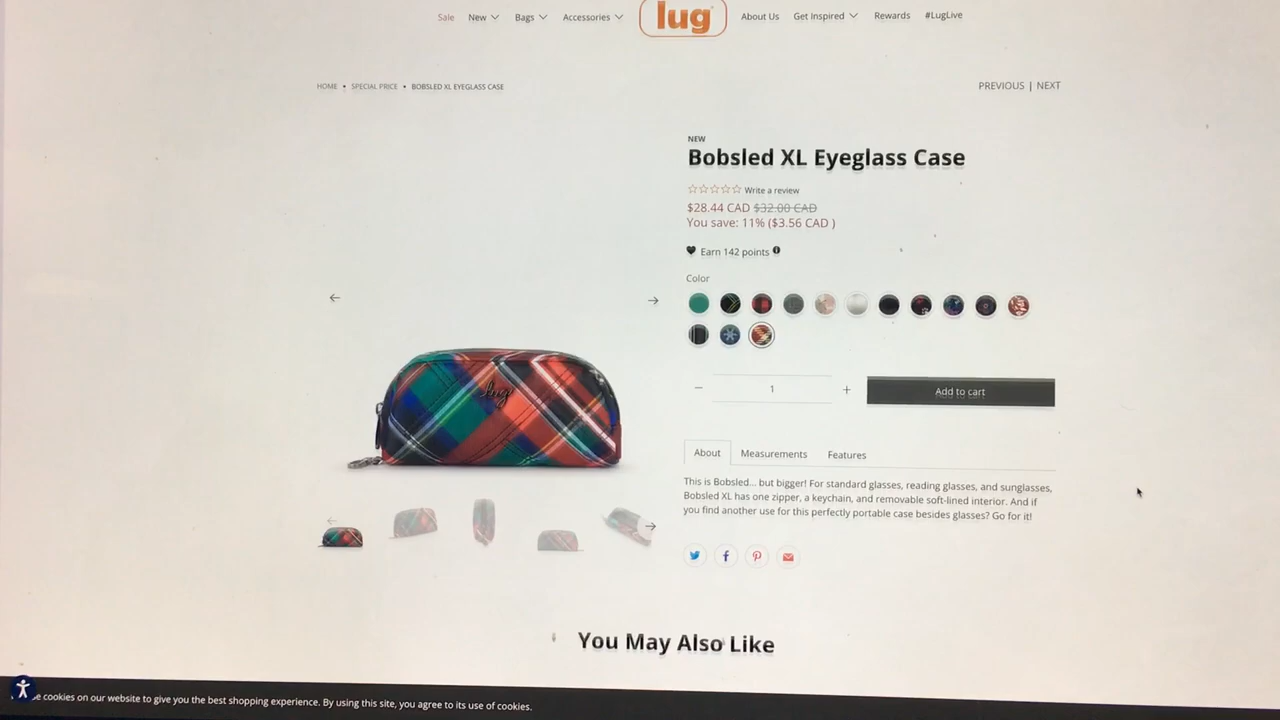 Sale New Bags Accessories lug About Us Get Inspired Rewards #LugLive
HOME • SPECIAL PRICE • BOBSLED XL EYEGLASS CASE
PREVIOUS | NEXT
NEW
Bobsled XL Eyeglass Case
Write a review
$28.44 CAD $32.00 CAD
You save: 11% ($3.56 CAD )
Earn 142 points
Color
lug
1
Add to cart
About Measurements Features
This is Bobsled... but bigger! For standard glasses, reading glasses, and sunglasses,
Bobsled XL has one zipper, a keychain, and removable soft-lined interior. And if
you find another use for this perfectly portable case besides glasses? Go for it!
You May Also Like
cookies on our website to give you the best shopping experience. By using this site, you agree to its use of cookies.